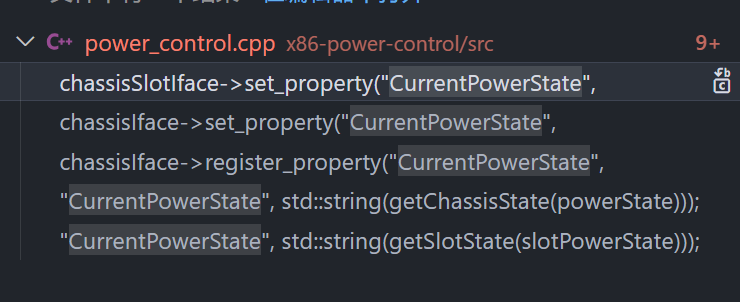 power_control.cpp x86-power-control/src 9+
chassisSlotIface->set_property("CurrentPowerState",
chassisIface->set_property("CurrentPowerState",
chassisIface->register_property("CurrentPowerState",
"CurrentPowerState", std::string(getChassisState(powerState)));
"CurrentPowerState", std::string(getSlotState(slotPowerState)));